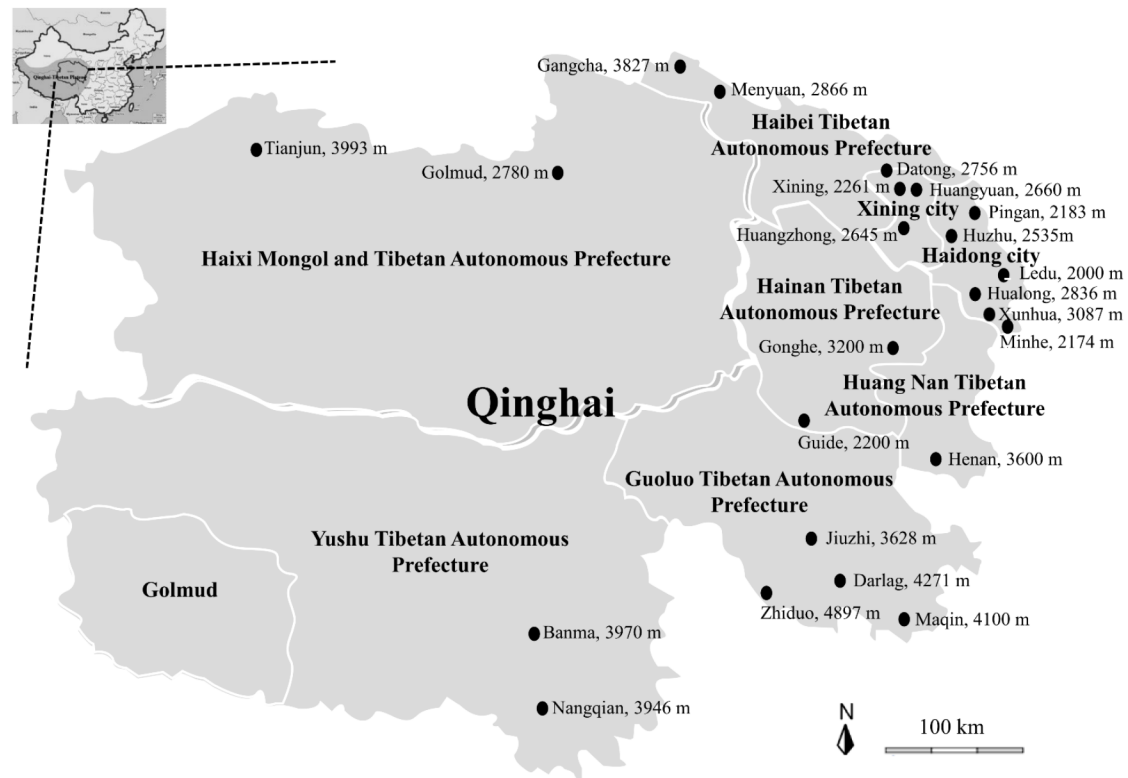 Qinghai Tibetan Plateau
Gangcha, 3827 m
Menyuan, 2866 m
Haibei Tibetan
Autonomous Prefecture
Tianjun, 3993 m
Golmud, 2780 m
Datong, 2756 m
Xining, 2261 m
Huangyuan, 2660 m
Xining city
Pingan, 2183 m
Huangzhong, 2645 m
Huzhu, 2535m
Haidong city
Haixi Mongol and Tibetan Autonomous Prefecture
Ledu, 2000 m
Hainan Tibetan
Autonomous Prefecture
Hualong, 2836 m
Xunhua, 3087 m
Minhe, 2174 m
Gonghe, 3200 m
Huang Nan Tibetan
Autonomous Prefecture
Qinghai
Guide, 2200 m
Henan, 3600 m
Guoluo Tibetan Autonomous
Prefecture
Yushu Tibetan Autonomous
Prefecture
Jiuzhi, 3628 m
Golmud
Darlag, 4271 m
Zhiduo, 4897 m
Maqin, 4100 m
Banma, 3970 m
Nangqian, 3946 m
N
100 km